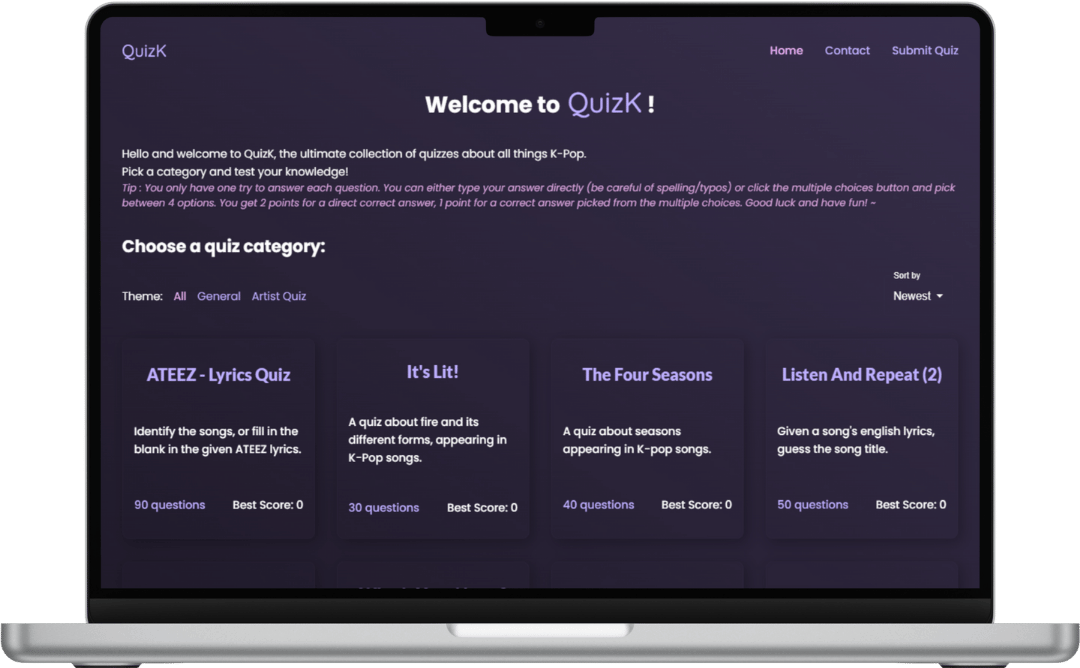 QuizK
Home Contact Submit Quiz
Welcome to QuizK !
Hello and welcome to QuizK, the ultimate collection of quizzes about all things K-Pop.
Pick a category and test your knowledge!
Tip : You only have one try to answer each question. You can either type your answer directly (be careful of spelling/typos) or click the multiple choices button and pick
between 4 options. You get 2 points for a direct correct answer, 1 point for a correct answer picked from the multiple choices. Good luck and have fun! ~
Choose a quiz category:
Sort by
Theme: All General Artist Quiz
Newest
ATEEZ - Lyrics Quiz
Identify the songs, or fill in the
blank in the given ATEEZ lyrics.
90 questions Best Score: 0
It's Lit!
A quiz about fire and its
different forms, appearing in
K-Pop songs.
30 questions Best Score: 0
The Four Seasons
A quiz about seasons
appearing in K-pop songs.
40 questions Best Score: 0
Listen And Repeat (2)
Given a song's english lyrics,
guess the song title.
50 questions Best Score: 0